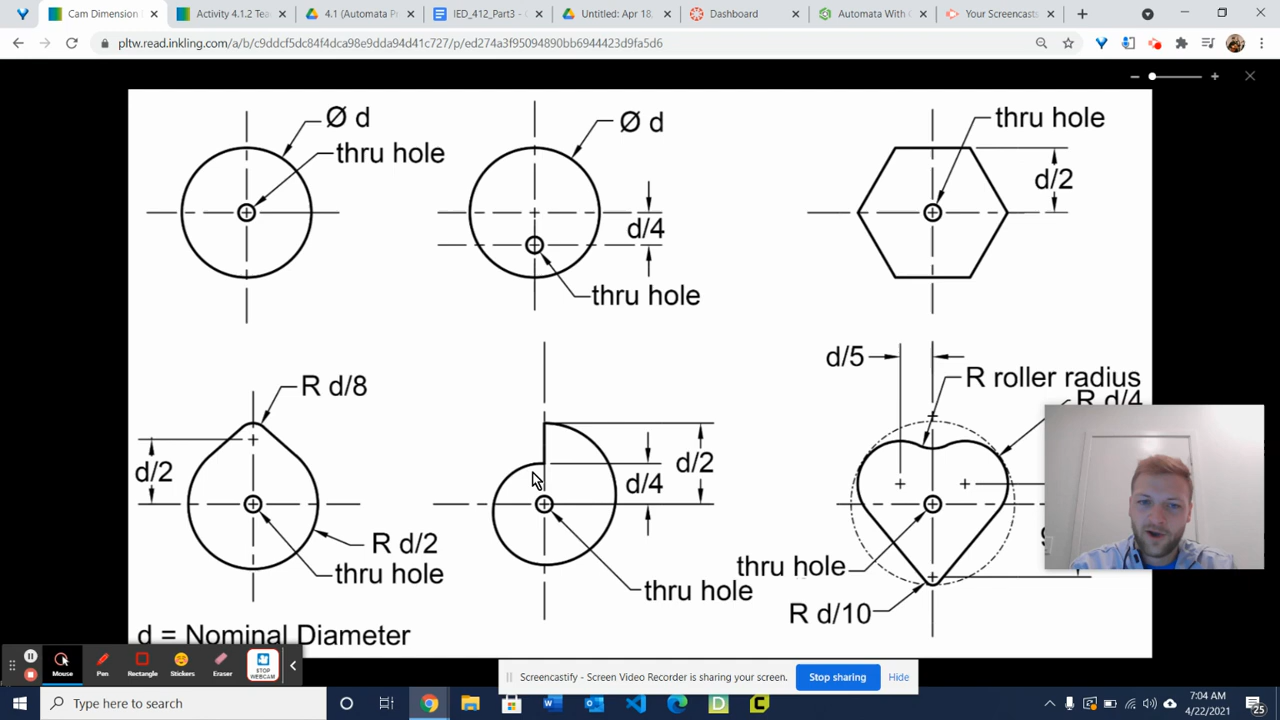 Cam Dimension
Activity 4.1.2 Tea
4.1 (Automata Pro
IED_412_Part3 -
Untitled: Apr 18,
Dashboard
Automata With
Your Screencast
pltw.read.inkling.com/a/b/c9ddcf5dc84f4dca98e9dda94d41c727/p/ed274a3f95094890bb6944423d9fa5d6
Ø d
thru hole
Ø d
d/4
thru hole
thru hole
d/2
R d/8
d/2
R d/2
thru hole
d/2
d/4
thru hole
d/5
R roller radius
R d/4
thru hole
R d/10
d = Nominal Diameter
Mouse
Pen
Rectangle
Stickers
Eraser
STOP
WEBCAM
Screencastify - Screen Video Recorder is sharing your screen.
Stop sharing
Hide
Type here to search
7:04 AM
4/22/2021
25